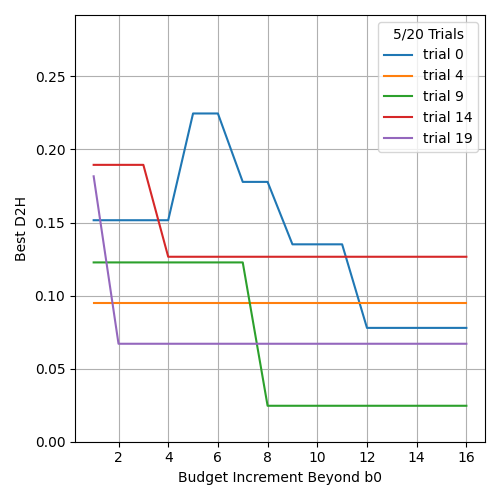 5/20 Trials
trial 0
trial 4
trial 9
trial 14
trial 19
Best D2H
0.25
0.20
0.15
0.10
0.05
0.00
2 4 6 8 10 12 14 16
Budget Increment Beyond b0